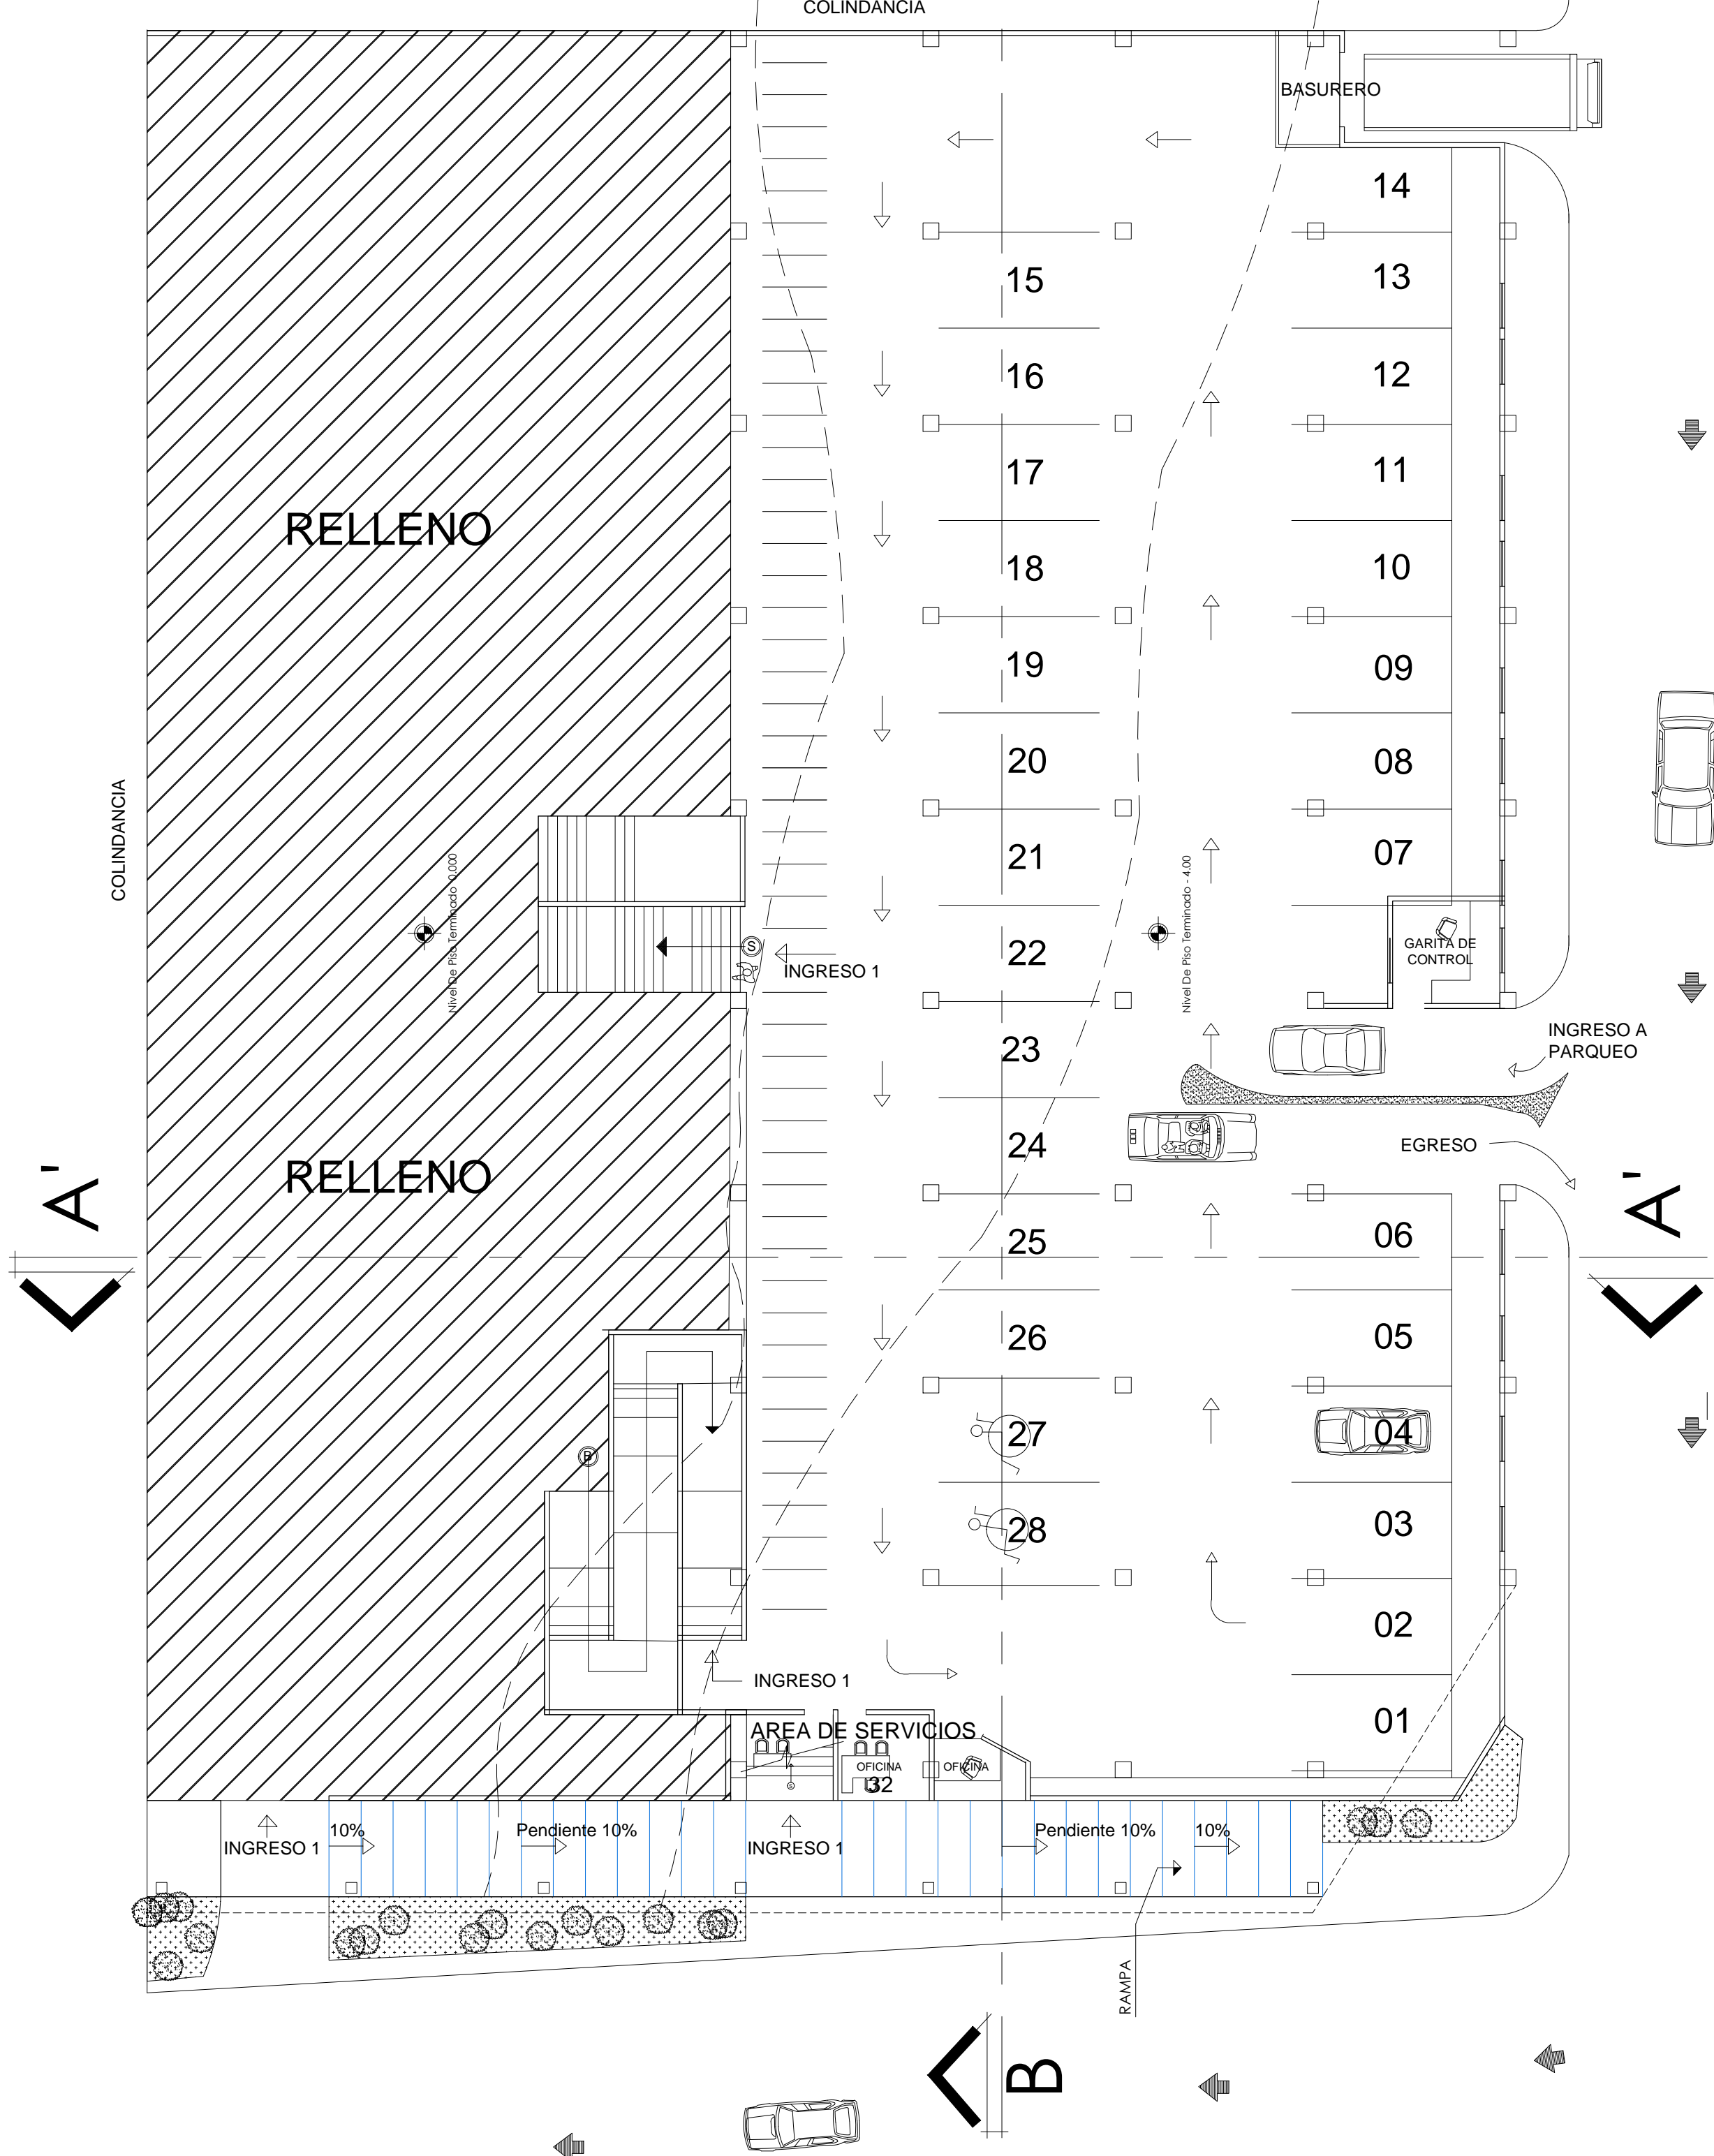 COLINDANCIA
BASURERO
14
13
15
12
16
11
17
RELLENO
10
18
09
19
08
20
COLINDANCIA
07
21
Nivel De Piso Terminado 0.000
Nivel De Piso Terminado - 4.00
GARITA DE
CONTROL
S
INGRESO 1
22
INGRESO A
PARQUEO
23
EGRESO
24
RELLENO
A'
A'
06
25
05
26
04
27
B
03
28
02
INGRESO 1
01
AREA DE SERVICIOS
OFICINA
32
OFICINA
S
10%
Pendiente 10%
Pendiente 10%
10%
INGRESO 1
INGRESO 1
RAMPA
B